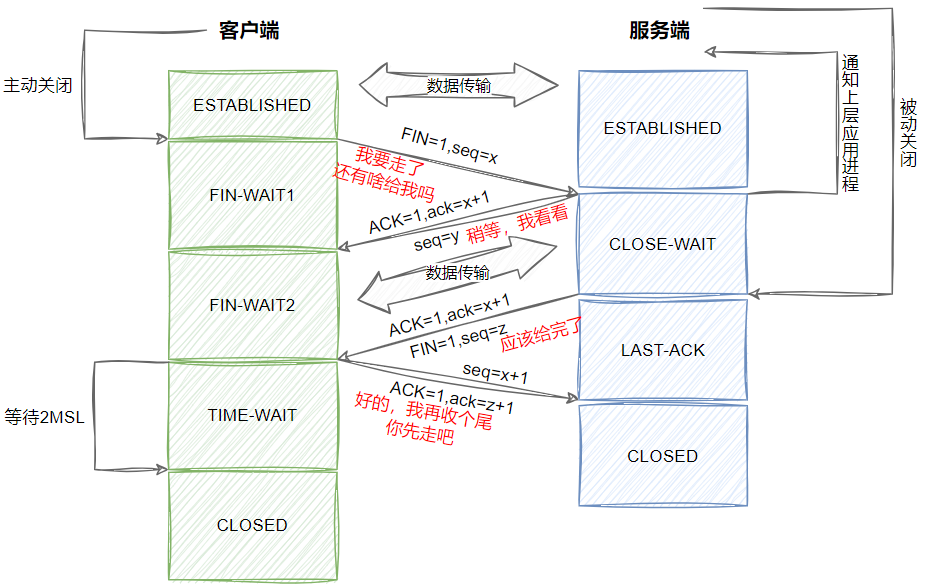 客户端
服务端
主动关闭
ESTABLISHED
数据传输
ESTABLISHED
通知上层应用进程
被动关闭
FIN=1,seq=x
我要走了
还有啥给我吗
FIN-WAIT1
ACK=1,ack=x+1
seq=y
稍等，我看看
CLOSE-WAIT
数据传输
FIN-WAIT2
ACK=1,ack=x+1
FIN=1,seq=z
应该给完了
LAST-ACK
seq=x+1
ACK=1,ack=z+1
好的，我再收个尾
你先走吧
等待2MSL
TIME-WAIT
CLOSED
CLOSED